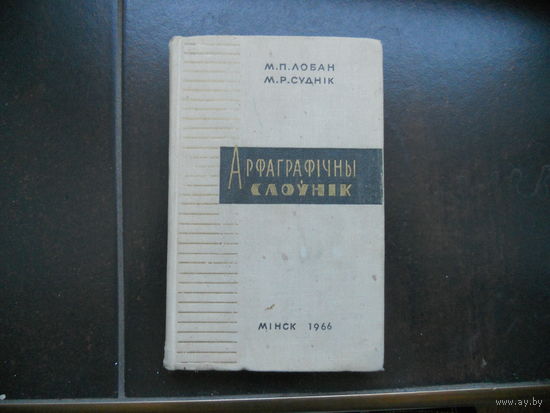 М. П. ЛОБАН
М. Р. СУДНІК
АРФАГРАФІЧНЫ
СЛОЎНІК
МІНСК 1966
www.ay.by